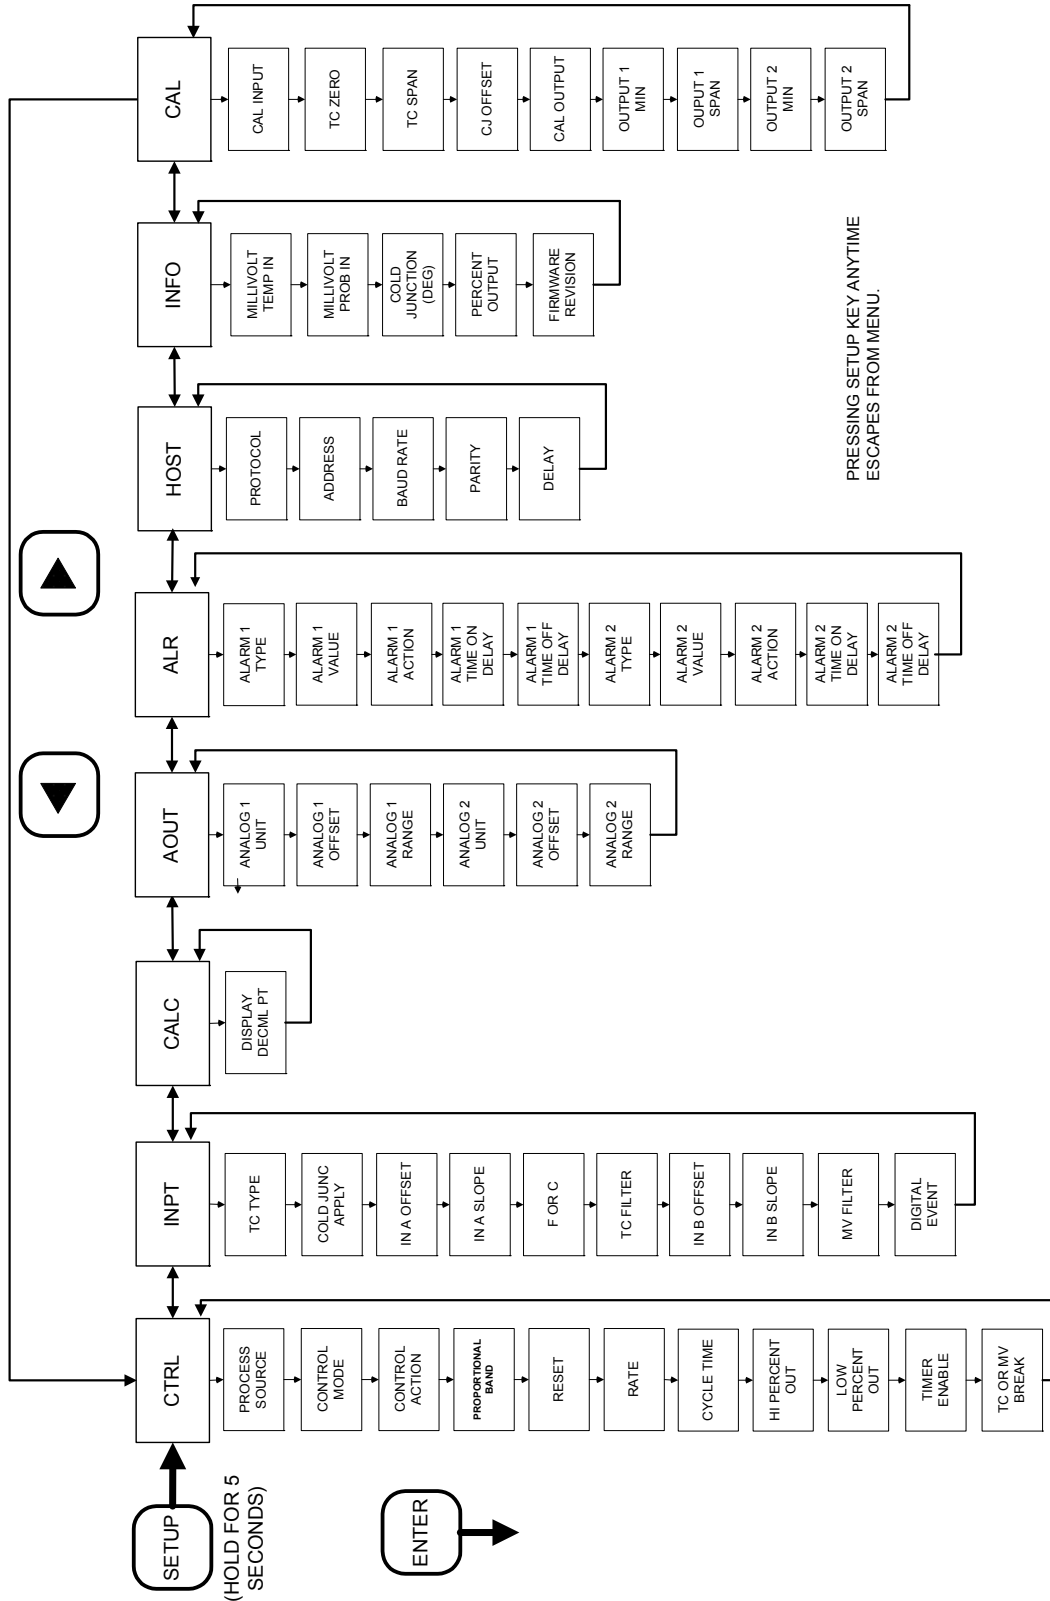 SETUP
(HOLD FOR 5
SECONDS)
ENTER
CTRL
PROCESS
SOURCE
CONTROL
MODE
CONTROL
ACTION
PROPORTIONAL
BAND
RESET
RATE
CYCLE TIME
HI PERCENT
OUT
LOW
PERCENT
OUT
TIMER
ENABLE
TC OR MV
BREAK
INPT
TC TYPE
COLD JUNC
APPLY
IN A OFFSET
IN A SLOPE
F OR C
TC FILTER
IN B OFFSET
IN B SLOPE
MV FILTER
DIGITAL
EVENT
CALC
DISPLAY
DECML PT
AOUT
ANALOG 1
UNIT
ANALOG 1
OFFSET
ANALOG 1
RANGE
ANALOG 2
UNIT
ANALOG 2
OFFSET
ANALOG 2
RANGE
ALR
ALARM 1
TYPE
ALARM 1
VALUE
ALARM 1
ACTION
ALARM 1
TIME ON
DELAY
ALARM 1
TIME OFF
DELAY
ALARM 2
TYPE
ALARM 2
VALUE
ALARM 2
ACTION
ALARM 2
TIME ON
DELAY
ALARM 2
TIME OFF
DELAY
HOST
PROTOCOL
ADDRESS
BAUD RATE
PARITY
DELAY
INFO
MILLIVOLT
TEMP IN
MILLIVOLT
PROB IN
COLD
JUNCTION
(DEG)
PERCENT
OUTPUT
FIRMWARE
REVISION
CAL
CAL INPUT
TC ZERO
TC SPAN
CJ OFFSET
CAL OUTPUT
OUTPUT 1
MIN
OUPUT 1
SPAN
OUTPUT 2
MIN
OUTPUT 2
SPAN
PRESSING SETUP KEY ANYTIME
ESCAPES FROM MENU.